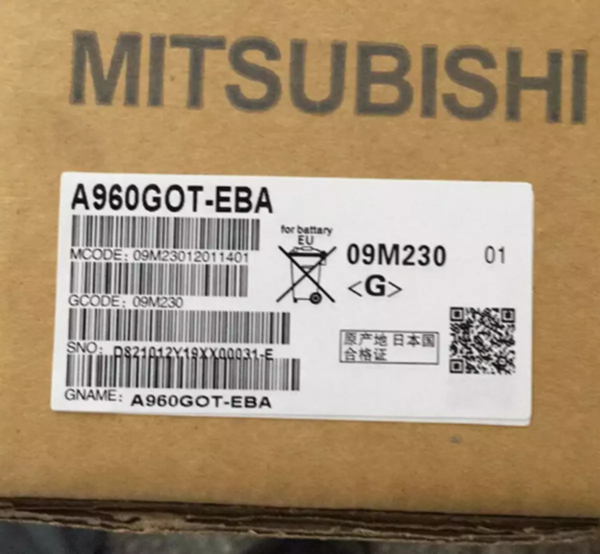 MITSUBISHI
A960GOT-EBA
MCODE: 09M23012011401
GCODE: 09M230
SNO: D821012Y19XX00031-E
GNAME: A960GOT-EBA
for battary
EU
09M230 01
<G>
原产地 日本国
合格证